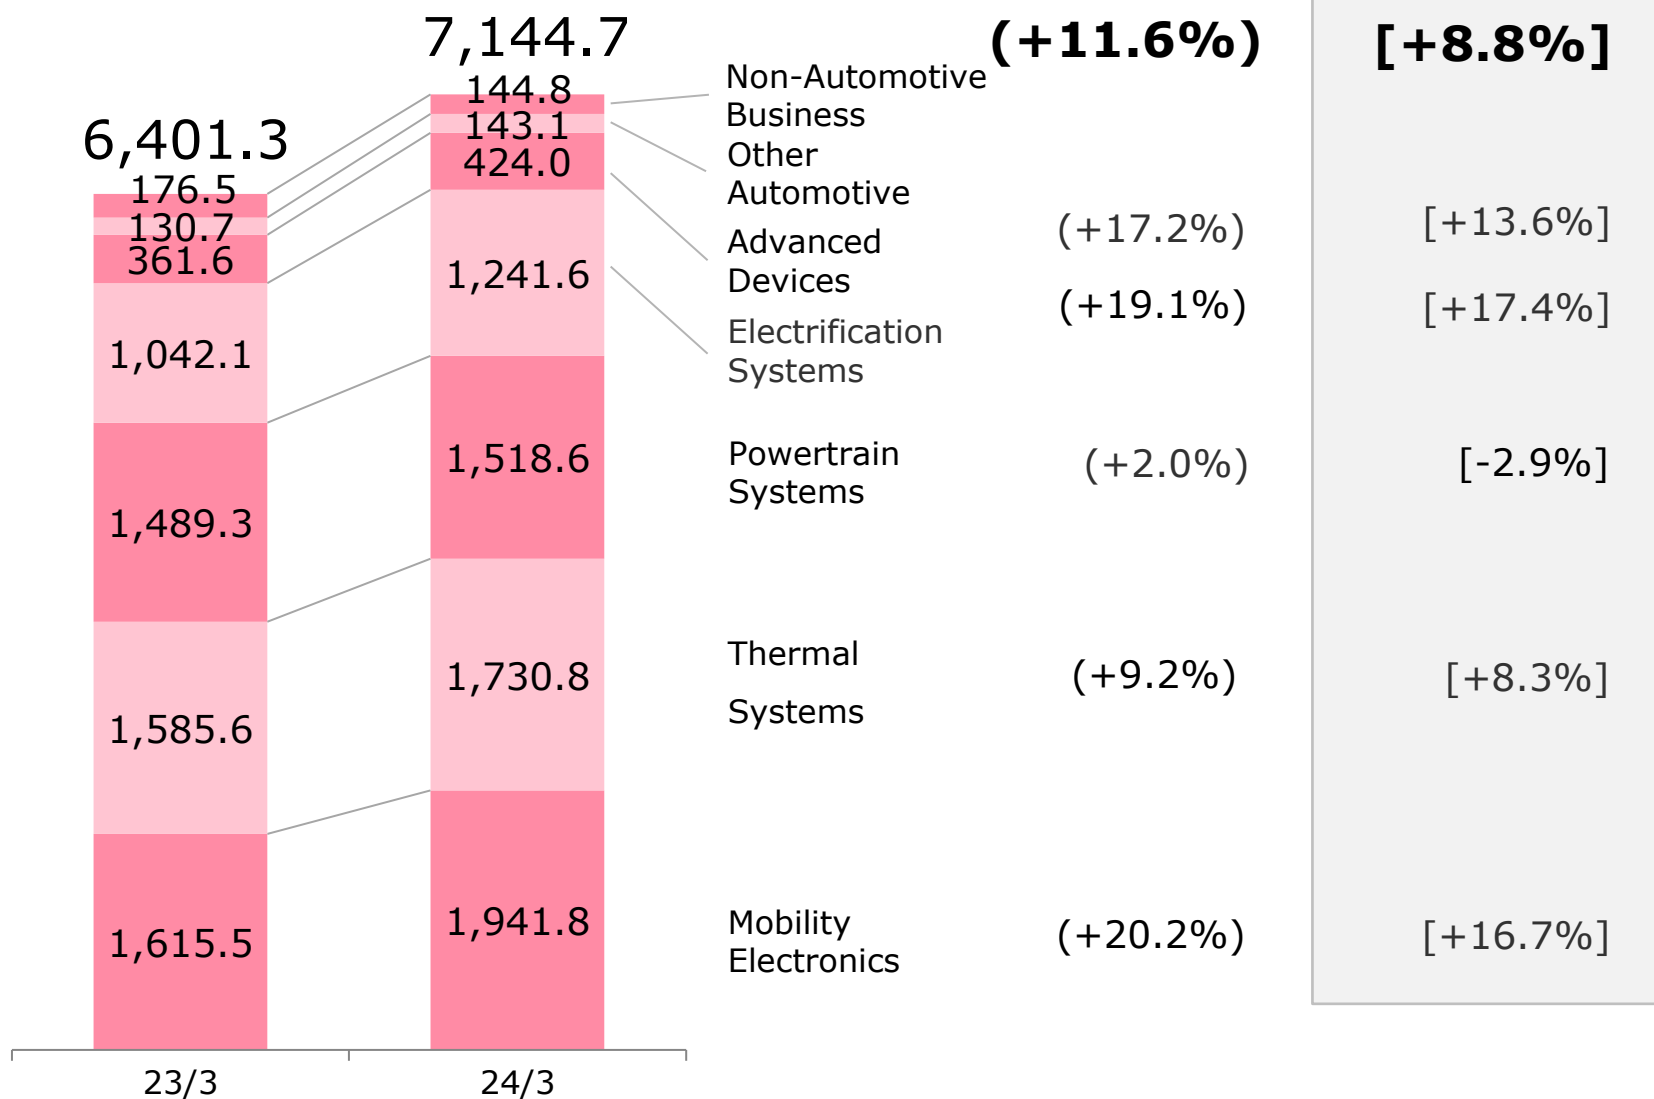 6,401.3
176.5
130.7
361.6
1,042.1
1,489.3
1,585.6
1,615.5
23/3
7,144.7
144.8
143.1
424.0
1,241.6
1,518.6
1,730.8
1,941.8
24/3
Non-Automotive
Business
Other
Automotive
Advanced
Devices
Electrification
Systems
Powertrain
Systems
Thermal
Systems
Mobility
Electronics
(+11.6%)
(+17.2%)
(+19.1%)
(+2.0%)
(+9.2%)
(+20.2%)
[+8.8%]
[+13.6%]
[+17.4%]
[-2.9%]
[+8.3%]
[+16.7%]